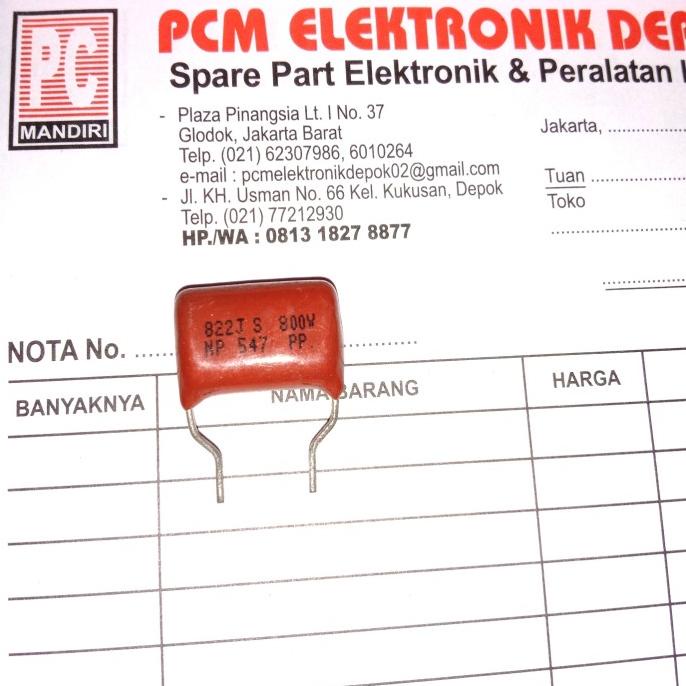 PC
MANDIRI
PCM ELEKTRONIK
Spare Part Elektronik & Peralatan
- Plaza Pinangsia Lt. I No. 37
Glodok, Jakarta Barat
Telp. (021) 62307986, 6010264
e-mail : pcmelektronikdepok02@gmail.com
- Jl. KH. Usman No. 66 Kel. Kukusan, Depok
Telp. (021) 77212930
HP./WA : 0813 1827 8877
Jakarta, ..............
Tuan ..................
Toko
822J S 800W
MP 547 PP.
NOTA No. ......
BANYAKNYA
NAMA BARANG
HARGA